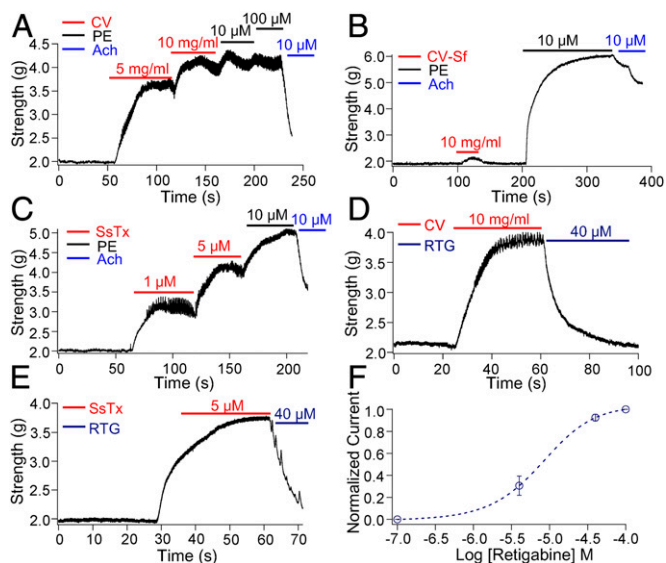 A
CV
PE
Ach
5 mg/ml
10 mg/ml
10 µM
100 µM
10 µM
Strength (g)
5.0
4.5
4.0
3.5
3.0
2.5
2.0
0 50 100 150 200 250 300
Time (s)
B
CV-Sf
PE
Ach
10 mg/ml
10 µM
10 µM
Strength (g)
6.0
5.0
4.0
3.0
2.0
0 100 200 300 400
Time (s)
C
SsTx
PE
Ach
1 µM
5 µM
10 µM
10 µM
Strength (g)
5.0
4.5
4.0
3.5
3.0
2.5
2.0
0 50 100 150 200
Time (s)
D
CV
RTG
10 mg/ml
40 µM
Strength (g)
4.0
3.5
3.0
2.5
2.0
0 20 40 60 80 100
Time (s)
E
SsTx
RTG
5 µM
40 µM
Strength (g)
4.0
3.5
3.0
2.5
2.0
0 10 20 30 40 50 60 70
Time (s)
F
Normalized Current
1.0
0.8
0.6
0.4
0.2
0.0
-7.0 -6.5 -6.0 -5.5 -5.0 -4.5 -4.0
Log [Retigabine] M